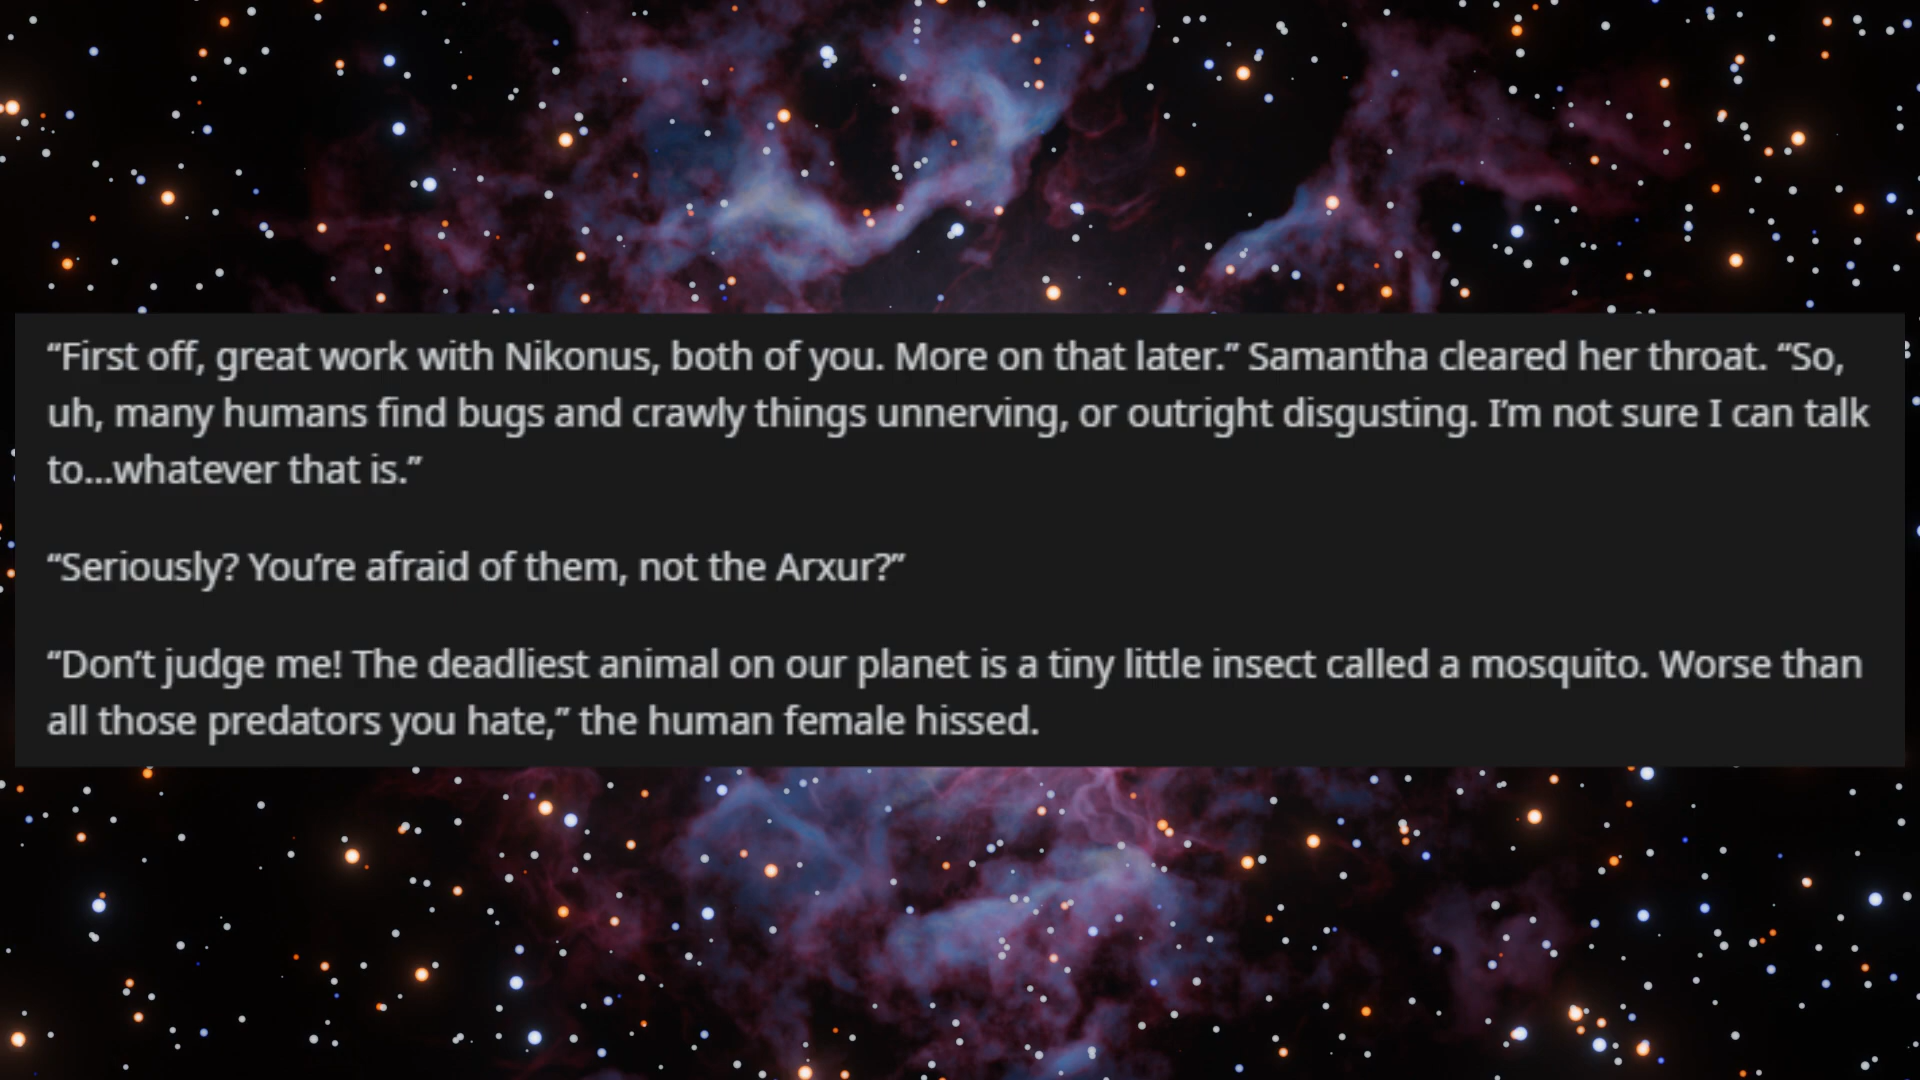 “First off, great work with Nikonus, both of you. More on that later.” Samantha cleared her throat. “So,
uh, many humans find bugs and crawly things unnerving, or outright disgusting. I’m not sure I can talk
to...whatever that is.”
“Seriously? You’re afraid of them, not the Arxur?”
“Don’t judge me! The deadliest animal on our planet is a tiny little insect called a mosquito. Worse than
all those predators you hate,” the human female hissed.